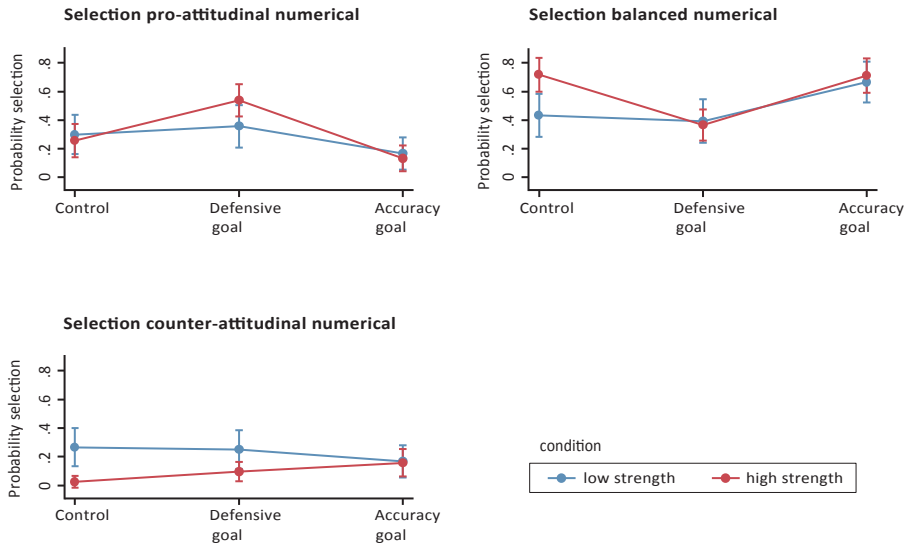 Selection pro-attitudinal numerical
Probability selection
.8
.6
.4
.2
0
Control
Defensive
goal
Accuracy
goal
Selection balanced numerical
Probability selection
.8
.6
.4
.2
0
Control
Defensive
goal
Accuracy
goal
Selection counter-attitudinal numerical
Probability selection
.8
.6
.4
.2
0
Control
Defensive
goal
Accuracy
goal
condition
low strength
high strength